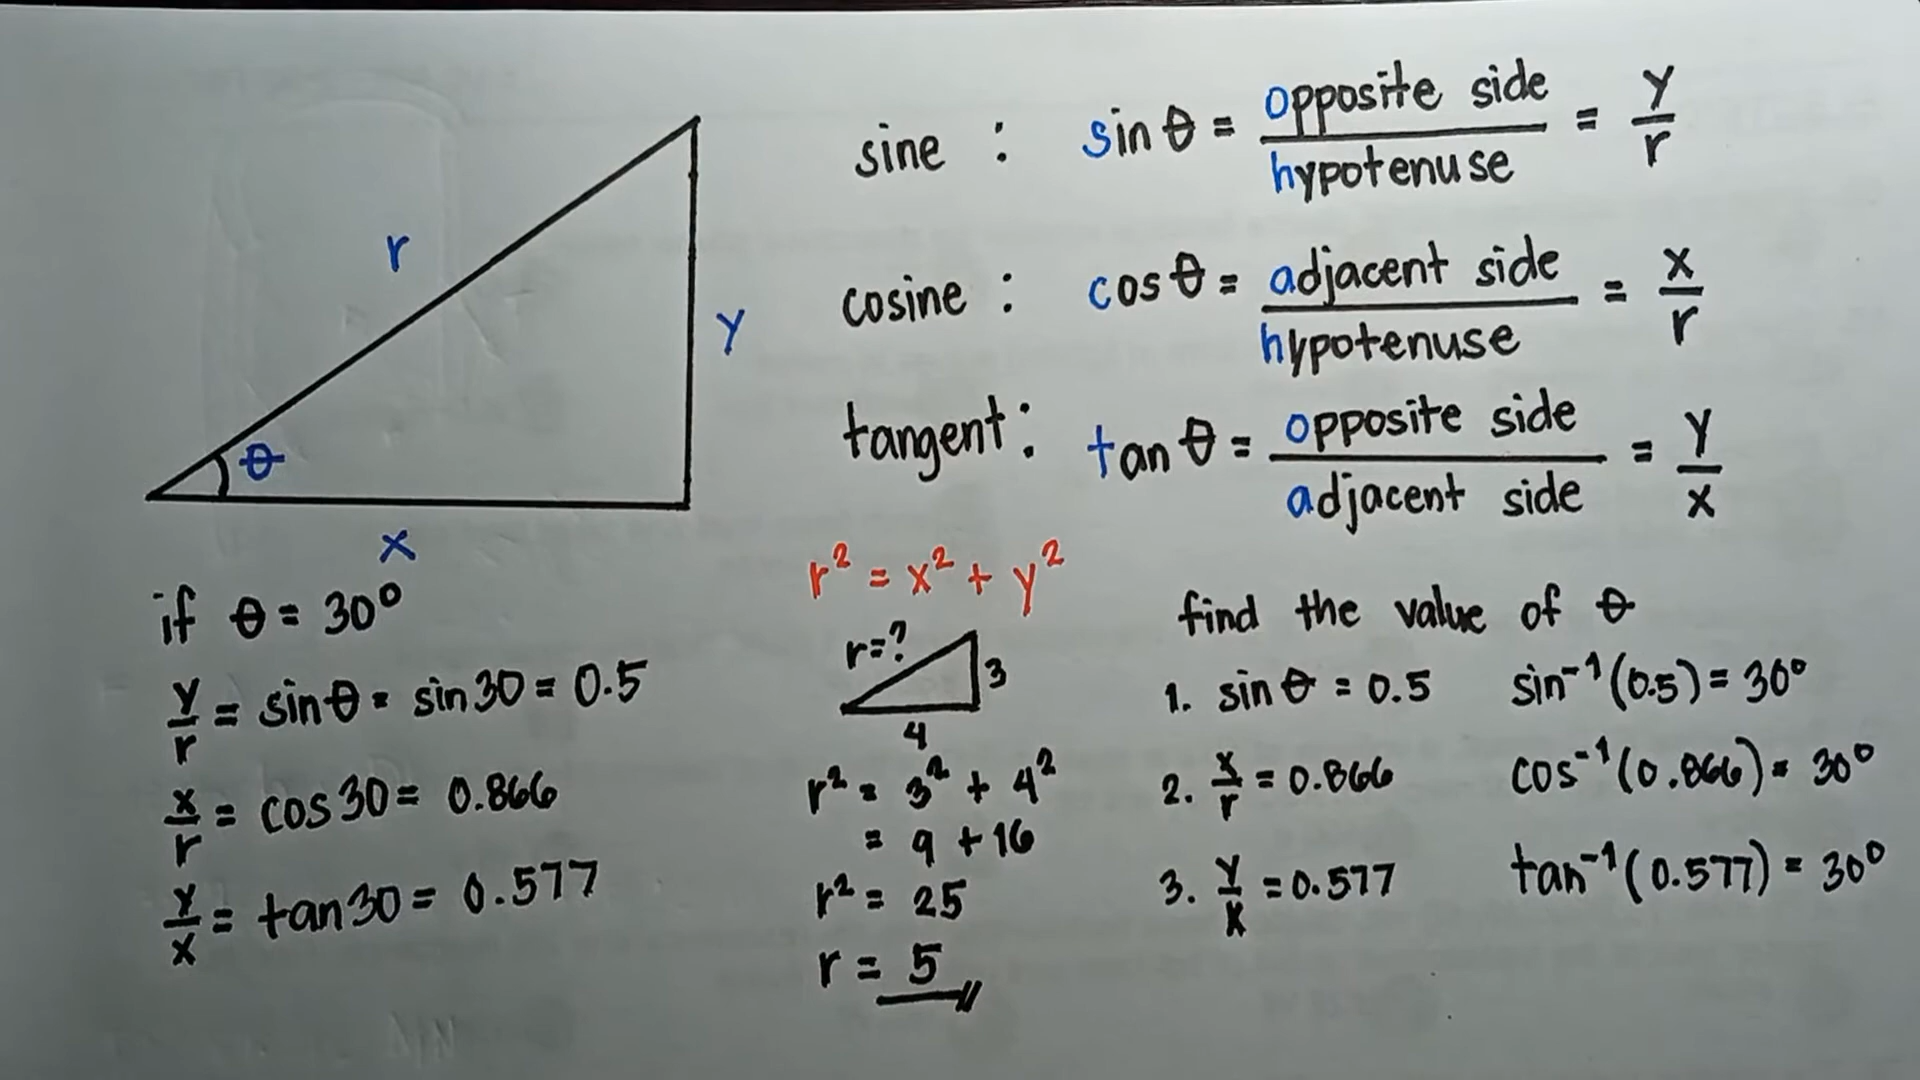 sine : sin θ = opposite side / hypotenuse = y / r
cosine : cos θ = adjacent side / hypotenuse = x / r
tangent : tan θ = opposite side / adjacent side = y / x
r
y
θ
x
if θ = 30°
y/r = sin θ = sin 30 = 0.5
x/r = cos 30 = 0.866
y/x = tan 30 = 0.577
r² = x² + y²
r = ?
3
4
r² = 3² + 4²
= 9 + 16
r² = 25
r = 5
find the value of θ
1. sin θ = 0.5 sin⁻¹(0.5) = 30°
2. x/r = 0.866 cos⁻¹(0.866) = 30°
3. y/x = 0.577 tan⁻¹(0.577) = 30°